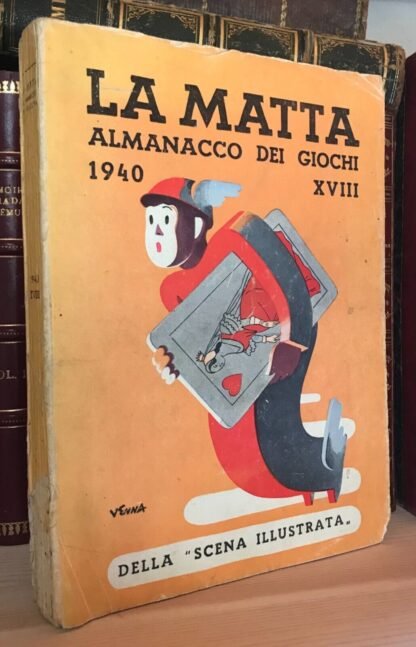 LA MATTA
ALMANACCO DEI GIOCHI
1940 XVIII
VENNA
DELLA "SCENA ILLUSTRATA"